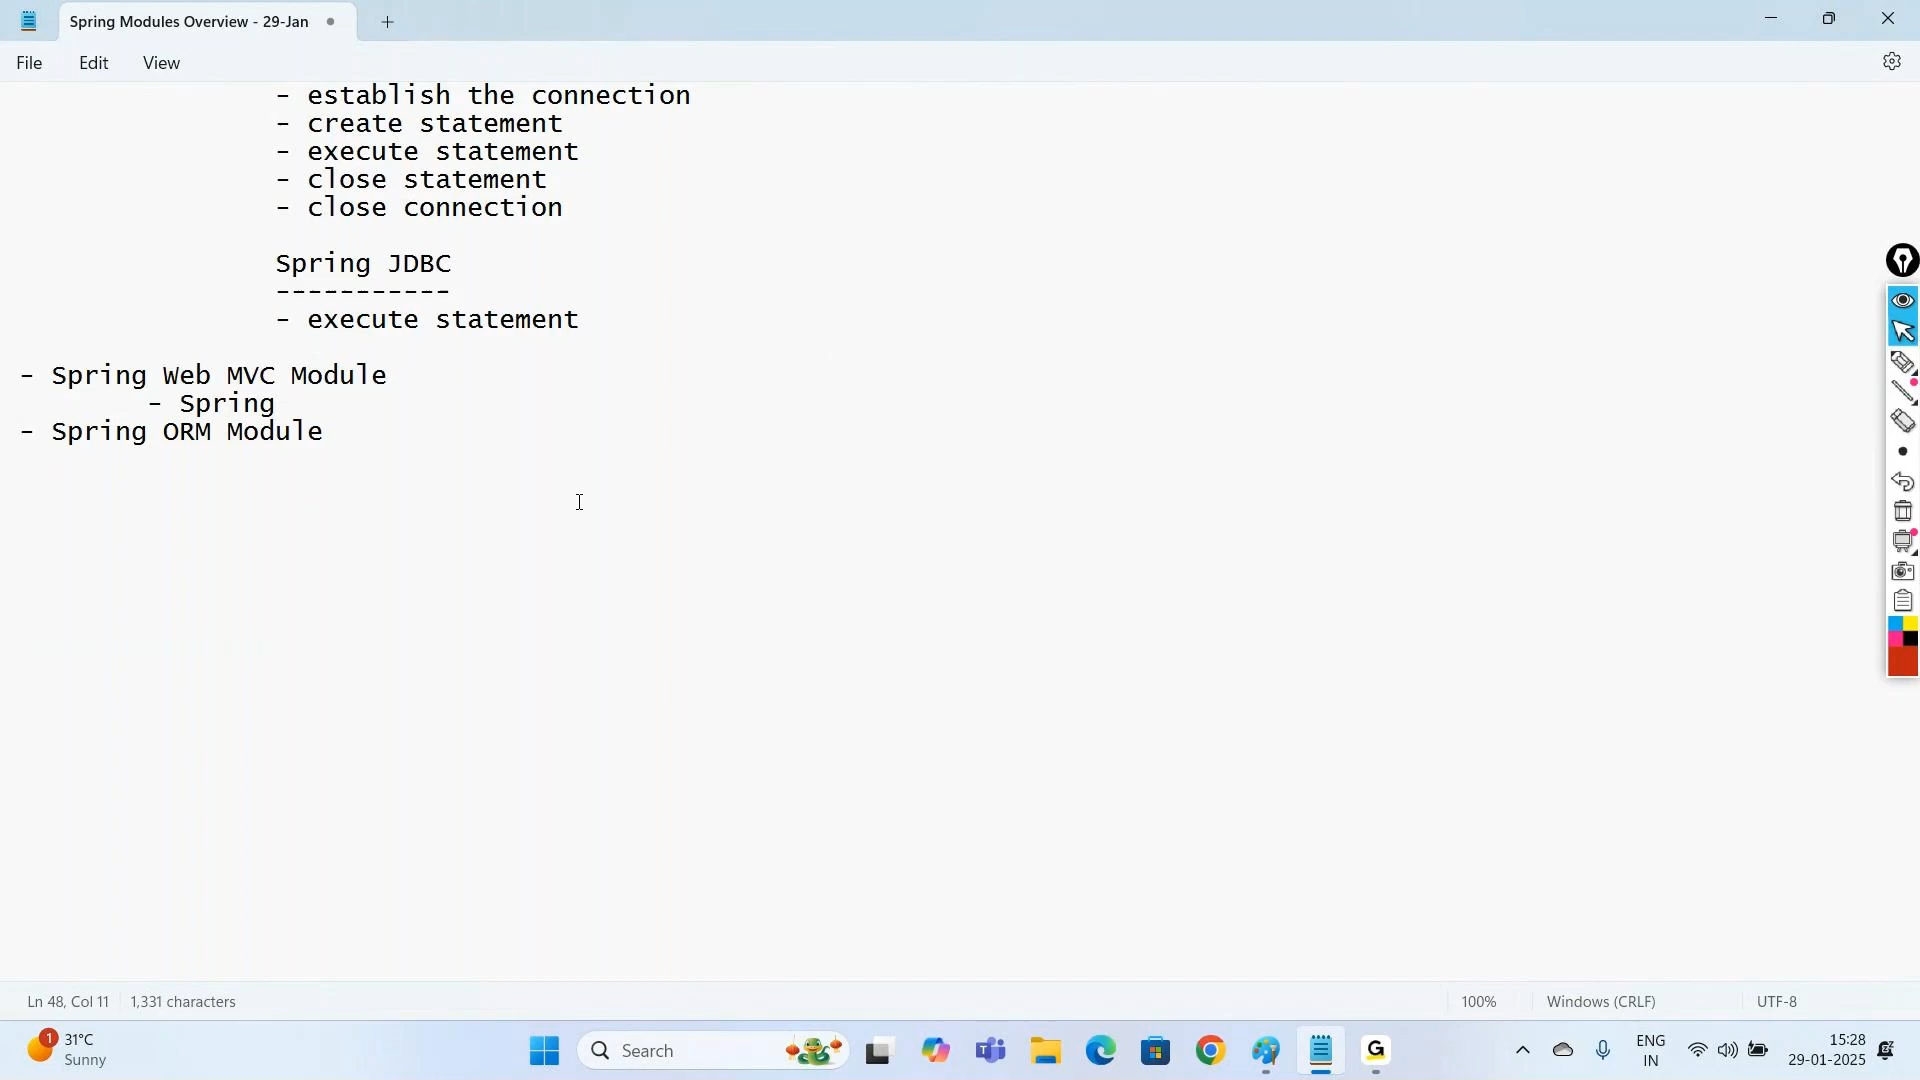 Spring Modules Overview - 29-Jan
File Edit View
- establish the connection
- create statement
- execute statement
- close statement
- close connection
Spring JDBC
-----------
- execute statement
- Spring Web MVC Module
- Spring
- Spring ORM Module
Ln 48, Col 11 1,331 characters 100% Windows (CRLF) UTF-8
1 31°C
Sunny
Search
G
ENG
IN
15:28
29-01-2025